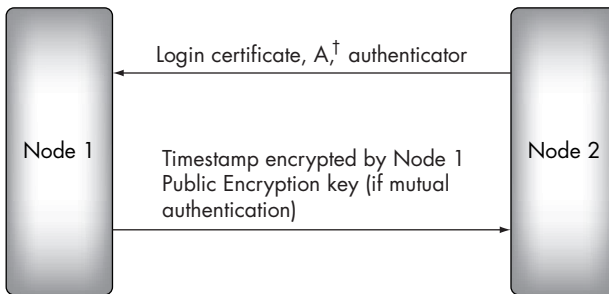 Login certificate, A,† authenticator
Node 1
Node 2
Timestamp encrypted by Node 1
Public Encryption key (if mutual
authentication)